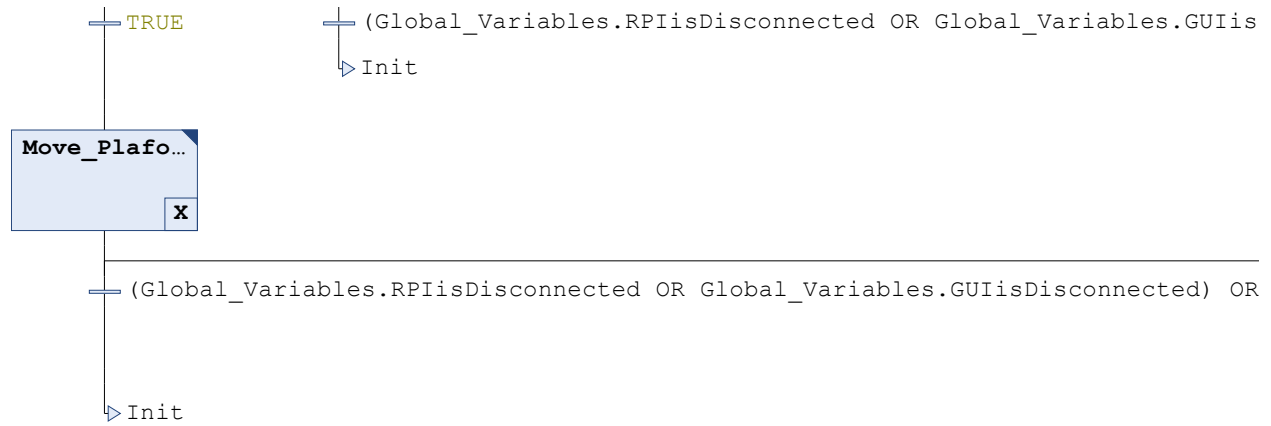 TRUE
(Global_Variables.RPIisDisconnected OR Global_Variables.GUIis
Init
Move_Plafo…
X
(Global_Variables.RPIisDisconnected OR Global_Variables.GUIisDisconnected) OR
Init